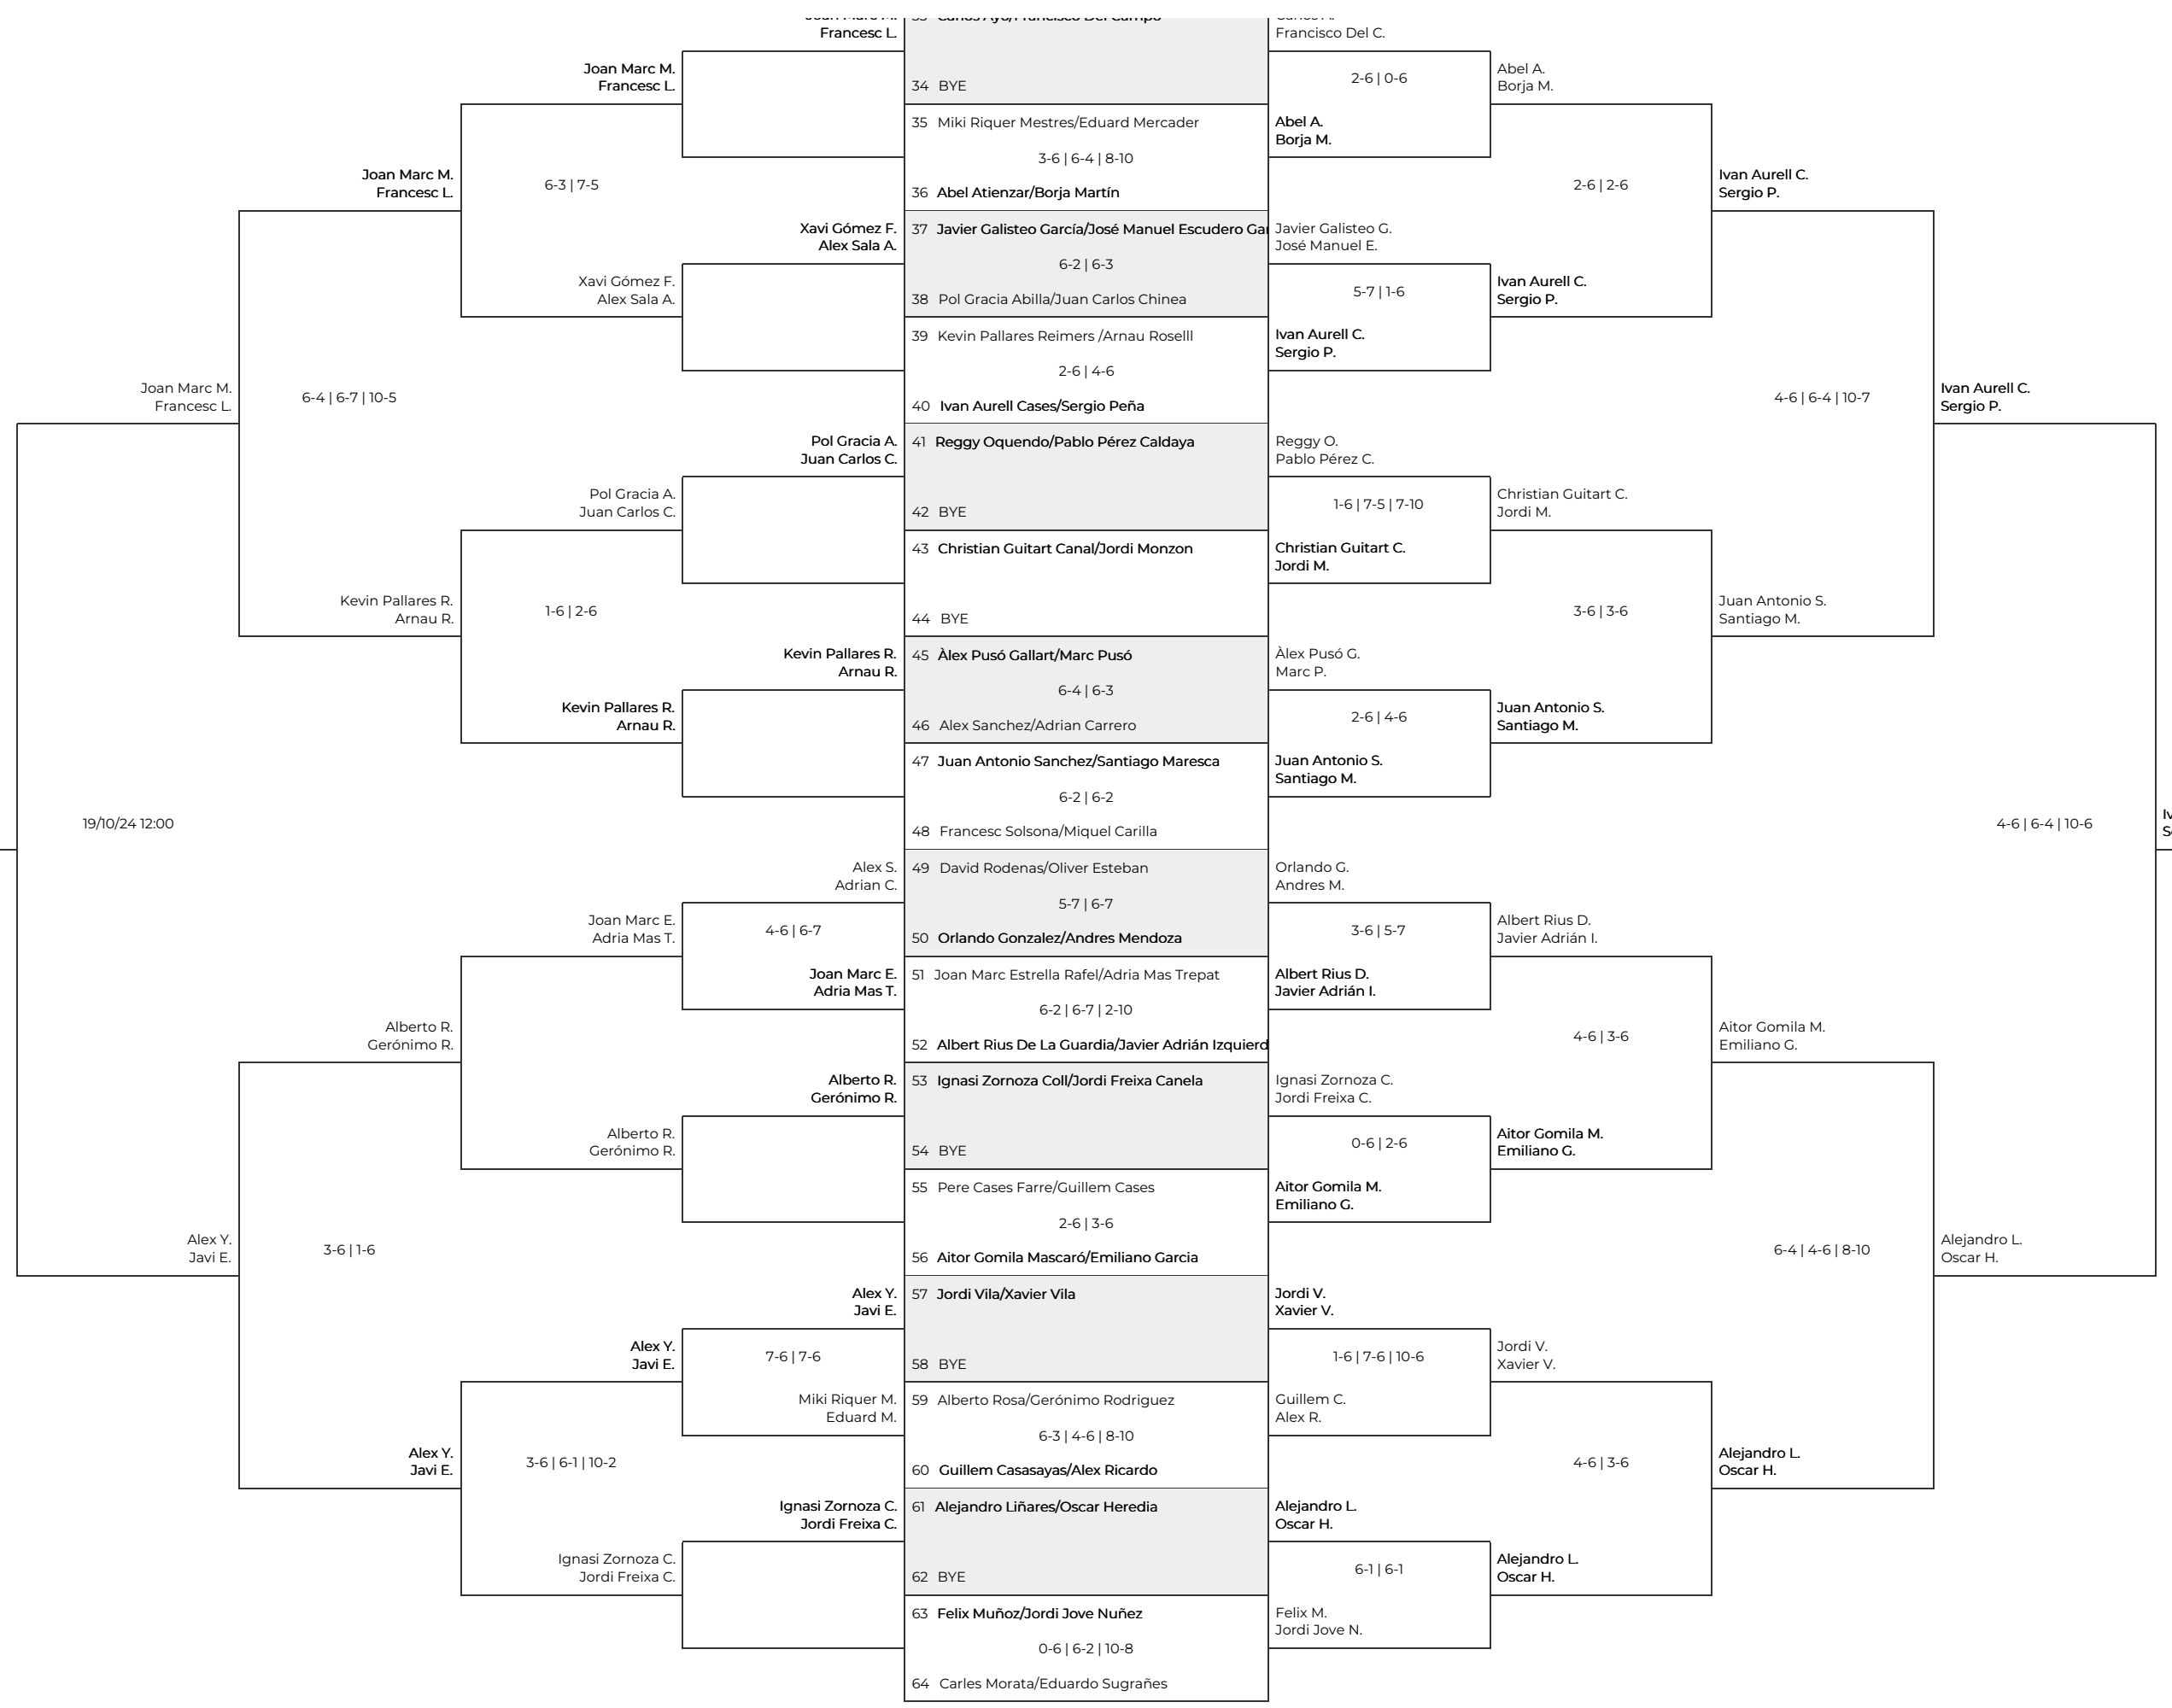 Francesc L.
Francisco Del C.
Joan Marc M.
Francesc L.
34 BYE
2-6 | 0-6
Abel A.
Borja M.
35 Miki Riquer Mestres/Eduard Mercader
Abel A.
Borja M.
3-6 | 6-4 | 8-10
Joan Marc M.
Francesc L.
6-3 | 7-5
36 Abel Atienzar/Borja Martín
2-6 | 2-6
Ivan Aurell C.
Sergio P.
Xavi Gómez F.
Alex Sala A.
37 Javier Galisteo García/José Manuel Escudero Gar
Javier Galisteo G.
José Manuel E.
6-2 | 6-3
Xavi Gómez F.
Alex Sala A.
38 Pol Gracia Abilla/Juan Carlos Chinea
5-7 | 1-6
Ivan Aurell C.
Sergio P.
39 Kevin Pallares Reimers /Arnau Roselll
Ivan Aurell C.
Sergio P.
2-6 | 4-6
Joan Marc M.
Francesc L.
6-4 | 6-7 | 10-5
40 Ivan Aurell Cases/Sergio Peña
4-6 | 6-4 | 10-7
Ivan Aurell C.
Sergio P.
Pol Gracia A.
Juan Carlos C.
41 Reggy Oquendo/Pablo Pérez Caldaya
Reggy O.
Pablo Pérez C.
Pol Gracia A.
Juan Carlos C.
42 BYE
1-6 | 7-5 | 7-10
Christian Guitart C.
Jordi M.
43 Christian Guitart Canal/Jordi Monzon
Christian Guitart C.
Jordi M.
Kevin Pallares R.
Arnau R.
1-6 | 2-6
44 BYE
3-6 | 3-6
Juan Antonio S.
Santiago M.
Kevin Pallares R.
Arnau R.
45 Àlex Pusó Gallart/Marc Pusó
Àlex Pusó G.
Marc P.
6-4 | 6-3
Kevin Pallares R.
Arnau R.
46 Alex Sanchez/Adrian Carrero
2-6 | 4-6
Juan Antonio S.
Santiago M.
47 Juan Antonio Sanchez/Santiago Maresca
Juan Antonio S.
Santiago M.
6-2 | 6-2
19/10/24 12:00
48 Francesc Solsona/Miquel Carilla
4-6 | 6-4 | 10-6
Alex S.
Adrian C.
49 David Rodenas/Oliver Esteban
Orlando G.
Andres M.
5-7 | 6-7
Joan Marc E.
Adria Mas T.
4-6 | 6-7
50 Orlando Gonzalez/Andres Mendoza
3-6 | 5-7
Albert Rius D.
Javier Adrián I.
Joan Marc E.
Adria Mas T.
51 Joan Marc Estrella Rafel/Adria Mas Trepat
Albert Rius D.
Javier Adrián I.
6-2 | 6-7 | 2-10
Alberto R.
Gerónimo R.
52 Albert Rius De La Guardia/Javier Adrián Izquierd
4-6 | 3-6
Aitor Gomila M.
Emiliano G.
Alberto R.
Gerónimo R.
53 Ignasi Zornoza Coll/Jordi Freixa Canela
Ignasi Zornoza C.
Jordi Freixa C.
Alberto R.
Gerónimo R.
54 BYE
0-6 | 2-6
Aitor Gomila M.
Emiliano G.
55 Pere Cases Farre/Guillem Cases
Aitor Gomila M.
Emiliano G.
2-6 | 3-6
Alex Y.
Javi E.
3-6 | 1-6
56 Aitor Gomila Mascaró/Emiliano Garcia
6-4 | 4-6 | 8-10
Alejandro L.
Oscar H.
Alex Y.
Javi E.
57 Jordi Vila/Xavier Vila
Jordi V.
Xavier V.
Alex Y.
Javi E.
7-6 | 7-6
58 BYE
1-6 | 7-6 | 10-6
Jordi V.
Xavier V.
Miki Riquer M.
Eduard M.
59 Alberto Rosa/Gerónimo Rodriguez
Guillem C.
Alex R.
6-3 | 4-6 | 8-10
Alex Y.
Javi E.
3-6 | 6-1 | 10-2
60 Guillem Casasayas/Alex Ricardo
4-6 | 3-6
Alejandro L.
Oscar H.
Ignasi Zornoza C.
Jordi Freixa C.
61 Alejandro Liñares/Oscar Heredia
Alejandro L.
Oscar H.
Ignasi Zornoza C.
Jordi Freixa C.
62 BYE
6-1 | 6-1
Alejandro L.
Oscar H.
63 Felix Muñoz/Jordi Jove Nuñez
Felix M.
Jordi Jove N.
0-6 | 6-2 | 10-8
64 Carles Morata/Eduardo Sugrañes